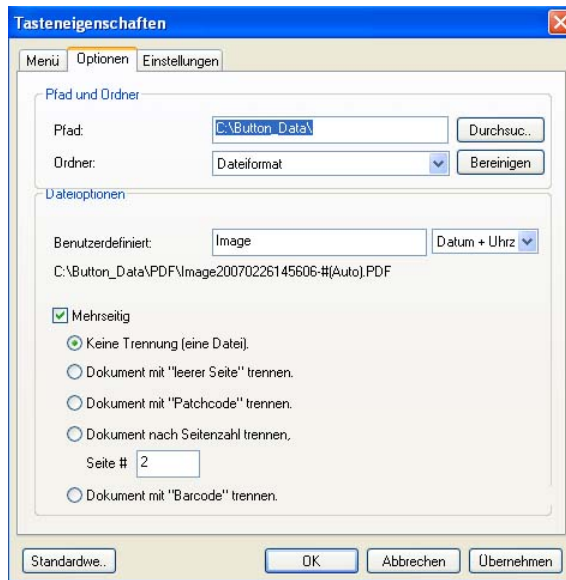 Tasteneigenschaften
Menü Optionen Einstellungen
Pfad und Ordner
Pfad: C:\Button_Data\ Durchsuc..
Ordner: Dateiformat Bereinigen
Dateioptionen
Benutzerdefiniert: Image Datum + Uhrz
C:\Button_Data\PDF\Image20070226145606-#(Auto).PDF
Mehrseitig
Keine Trennung (eine Datei).
Dokument mit "leerer Seite" trennen.
Dokument mit "Patchcode" trennen.
Dokument nach Seitenzahl trennen,
Seite # 2
Dokument mit "Barcode" trennen.
Standardwe.. OK Abbrechen Übernehmen